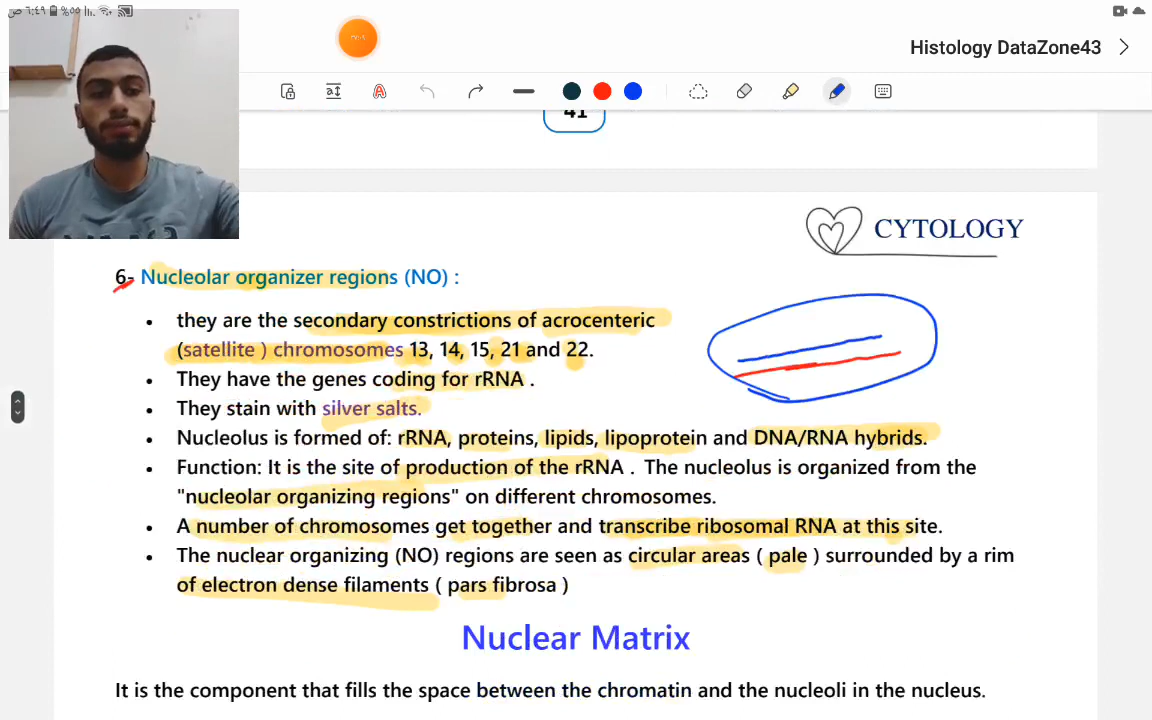 ٦:٤٩ ص
٥٥%
Histology DataZone43
41
CYTOLOGY
6- Nucleolar organizer regions (NO) :
• they are the secondary constrictions of acrocenteric
(satellite ) chromosomes 13, 14, 15, 21 and 22.
• They have the genes coding for rRNA .
• They stain with silver salts.
• Nucleolus is formed of: rRNA, proteins, lipids, lipoprotein and DNA/RNA hybrids.
• Function: It is the site of production of the rRNA . The nucleolus is organized from the
"nucleolar organizing regions" on different chromosomes.
• A number of chromosomes get together and transcribe ribosomal RNA at this site.
• The nuclear organizing (NO) regions are seen as circular areas ( pale ) surrounded by a rim
of electron dense filaments ( pars fibrosa )
Nuclear Matrix
It is the component that fills the space between the chromatin and the nucleoli in the nucleus.